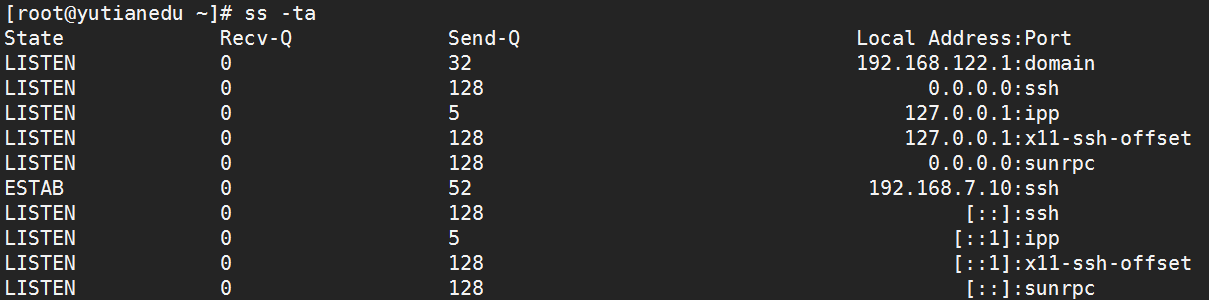 [root@yutianedu ~]# ss -ta
State Recv-Q Send-Q Local Address:Port
LISTEN 0 32 192.168.122.1:domain
LISTEN 0 128 0.0.0.0:ssh
LISTEN 0 5 127.0.0.1:ipp
LISTEN 0 128 127.0.0.1:x11-ssh-offset
LISTEN 0 128 0.0.0.0:sunrpc
ESTAB 0 52 192.168.7.10:ssh
LISTEN 0 128 [::]:ssh
LISTEN 0 5 [::1]:ipp
LISTEN 0 128 [::1]:x11-ssh-offset
LISTEN 0 128 [::]:sunrpc